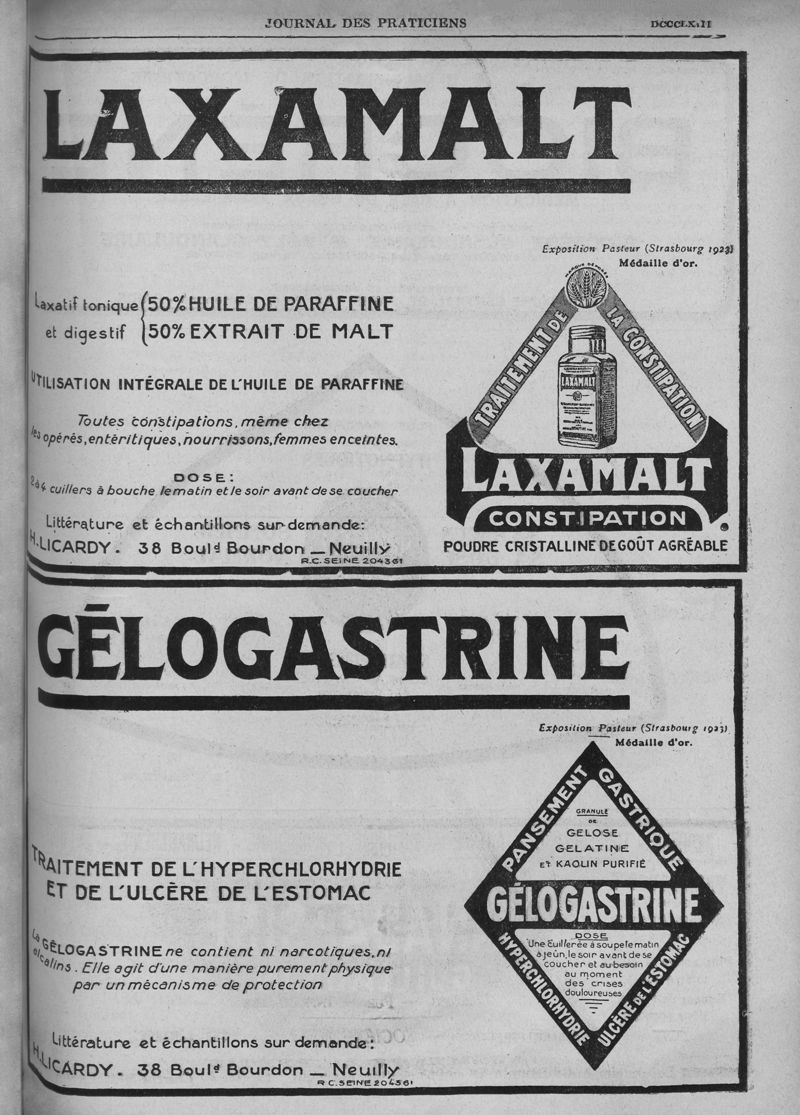 JOURNAL DES PRATICIENS
LAXAMALT
Exposition Pasteur (Strasbourg 1923)
Médaille d'or.
Laxatif tonique 50% HUILE DE PARAFFINE
et digestif 50% EXTRAIT DE MALT
UTILISATION INTÉGRALE DE L'HUILE DE PARAFFINE
Toutes constipations, même chez
les opérés, entèritiques, nourrissons, femmes enceintes.
DOSE:
2à4 cuillers à bouche le matin et le soir avant de se coucher
Littérature et échantillons sur demande:
H. LICARDY. 38 Boulᵈ Bourdon — Neuilly
R.C. SEINE 204361
TRAITEMENT DE
LA CONSTIPATION
LAXAMALT
LAXAMALT
CONSTIPATION
POUDRE CRISTALLINE DE GOÛT AGRÉABLE
GÉLOGASTRINE
Exposition Pasteur (Strasbourg 1923)
Médaille d'or.
TRAITEMENT DE L'HYPERCHLORHYDRIE
ET DE L'ULCÈRE DE L'ESTOMAC
La GÉLOGASTRINE ne contient ni narcotiques, ni
alcalins. Elle agit d'une manière purement physique
par un mécanisme de protection
Littérature et échantillons sur demande:
H. LICARDY. 38 Boulᵈ Bourdon — Neuilly
R C. SEINE 204361
PANSEMENT
GASTRIQUE
GRANULÉ
DE
GELOSE
GELATINE
ET KAOLIN PURIFIÉ
GÉLOGASTRINE
DOSE
Une Cuillerée à soupe le matin
à jeûn, le soir avant de se
coucher et au besoin
au moment
des crises
douloureuses
HYPERCHLORHYDRIE
ULCÈRE DE L'ESTOMAC